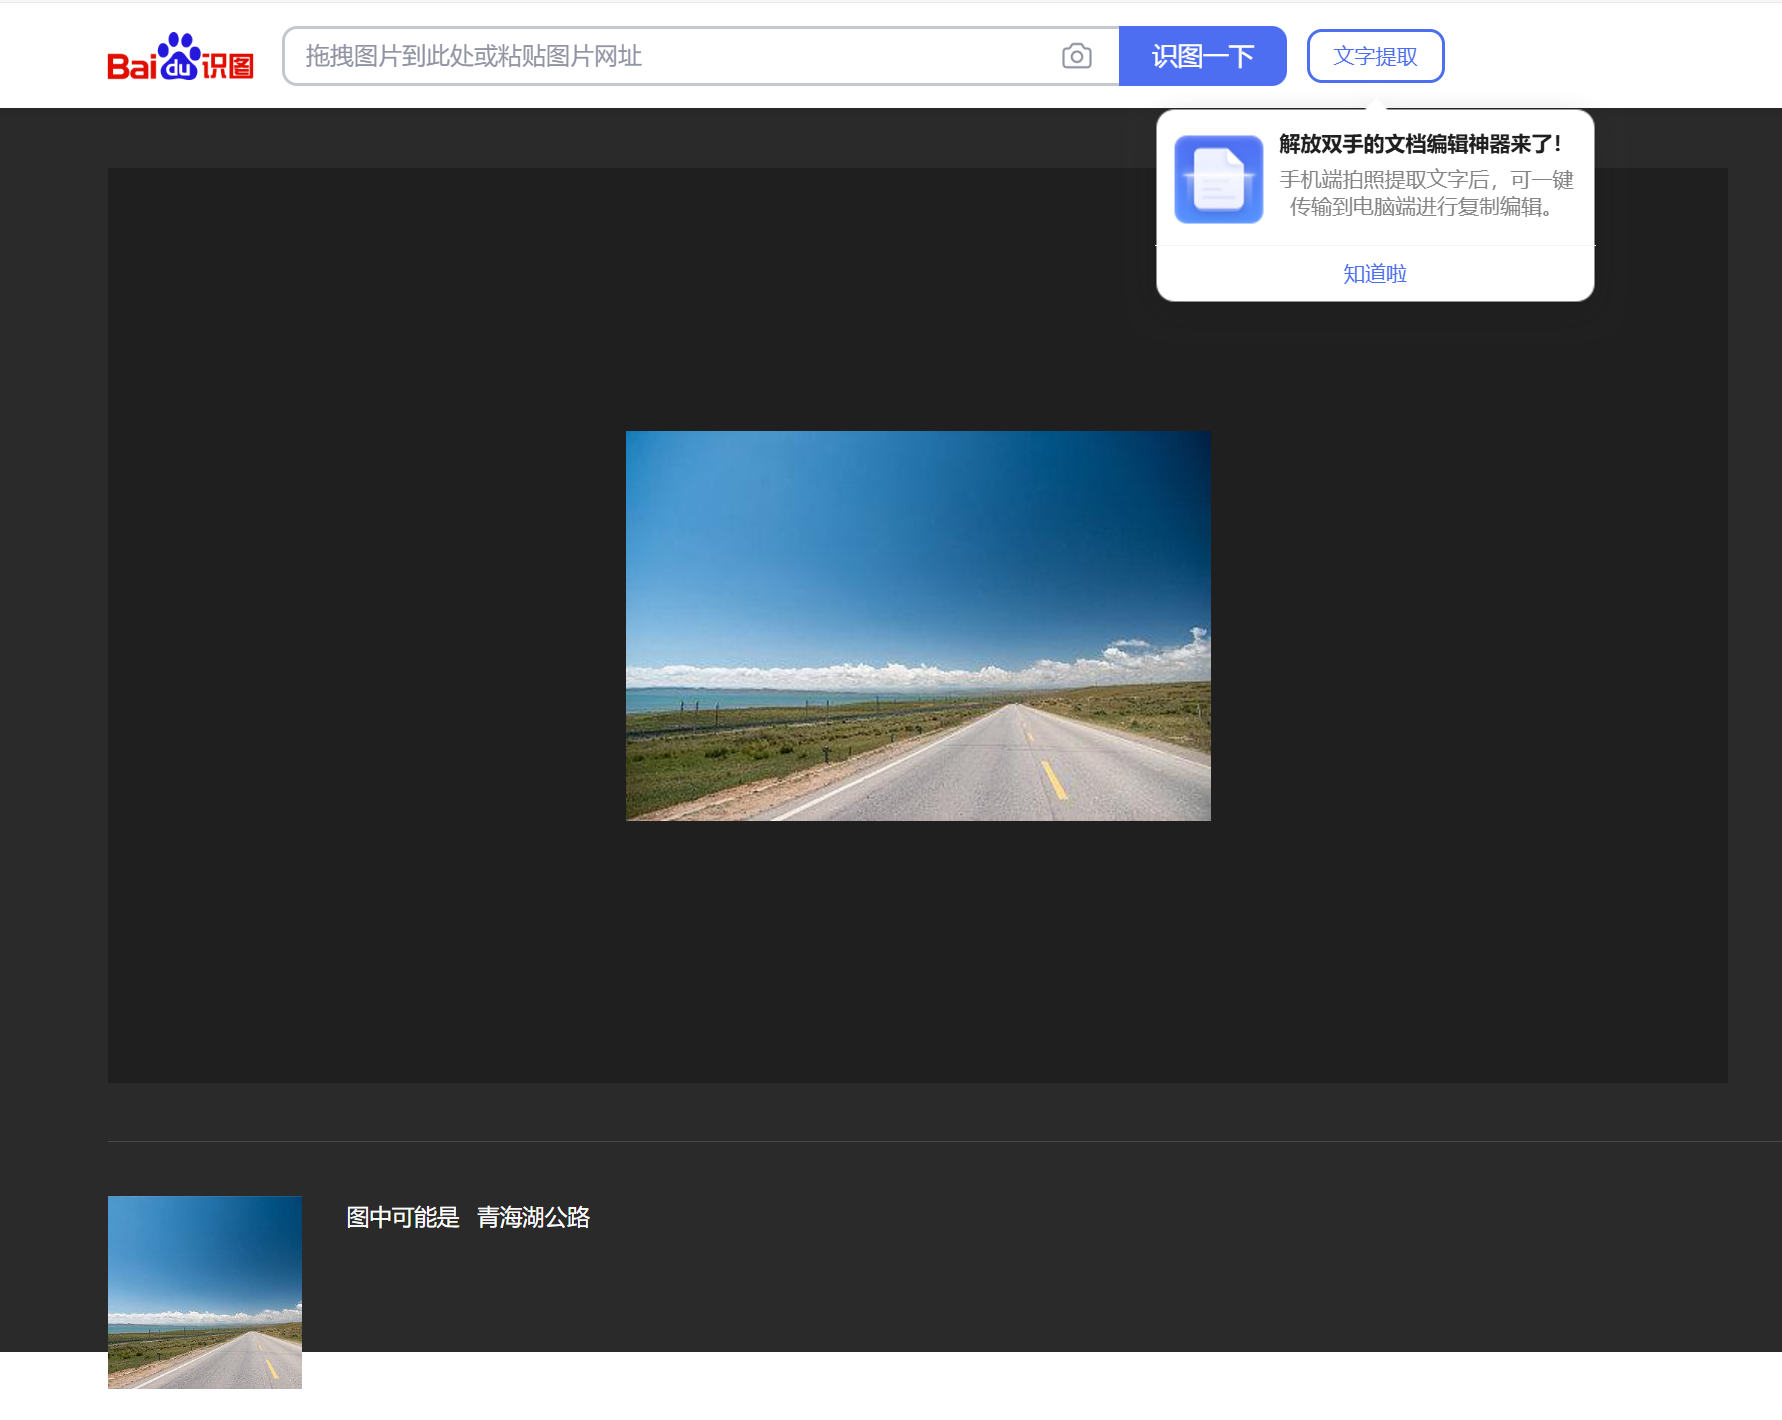 Baidu识图
拖拽图片到此处或粘贴图片网址
识图一下
文字提取
解放双手的文档编辑神器来了！
手机端拍照提取文字后，可一键
传输到电脑端进行复制编辑。
知道啦
图中可能是 青海湖公路